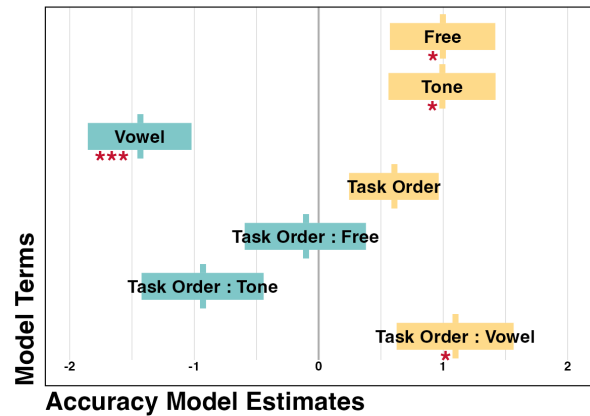 Free
*
Tone
*
Vowel
***
Task Order
Task Order : Free
Task Order : Tone
Task Order : Vowel
*
-2 -1 0 1 2
Model Terms
Accuracy Model Estimates